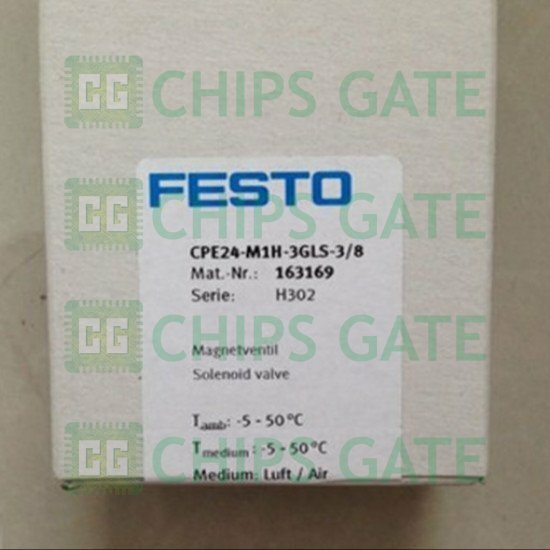 CG CHIPS GATE
FESTO
CG CHIPS GATE
CPE24-M1H-3GLS-3/8
Mat.-Nr.: 163169
Serie: H302
CG CHIPS GATE
Magnetventil
Solenoid valve
Tamb: -5 - 50°C
CG CHIPS GATE
Tmedium: -5 - 50°C
Medium: Luft / Air